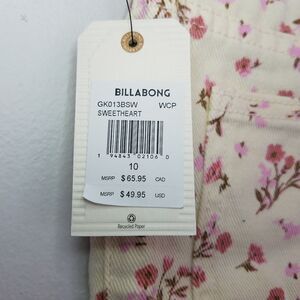 BILLABONG
GK013BSW WCP
SWEETHEART
1 94843 02106 0
10
MSRP $65.95 CAD
MSRP $49.95 USD
Recycled Paper